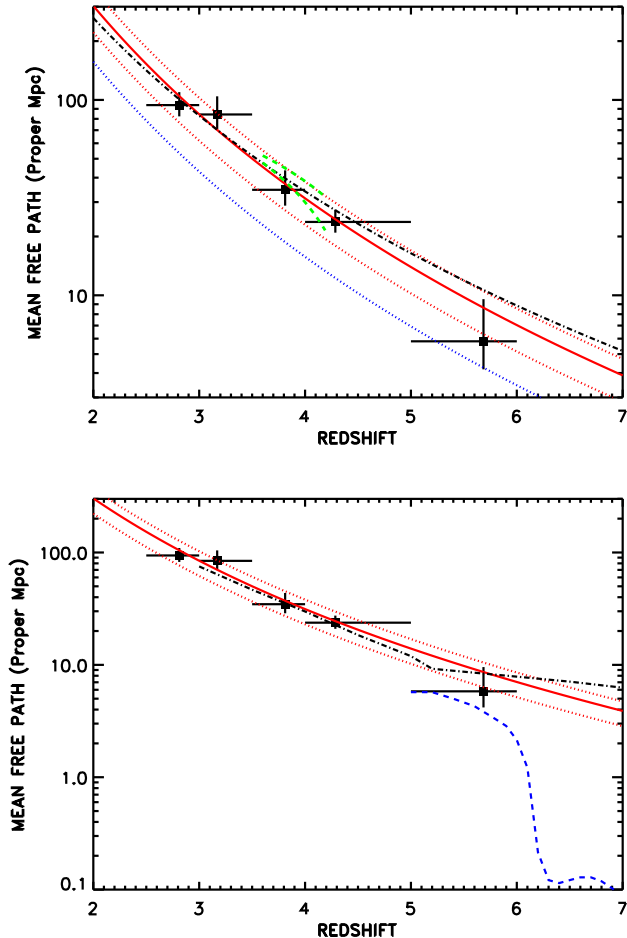 MEAN FREE PATH (Proper Mpc)
100
10
2 3 4 5 6 7
REDSHIFT
MEAN FREE PATH (Proper Mpc)
100.0
10.0
1.0
0.1
2 3 4 5 6 7
REDSHIFT